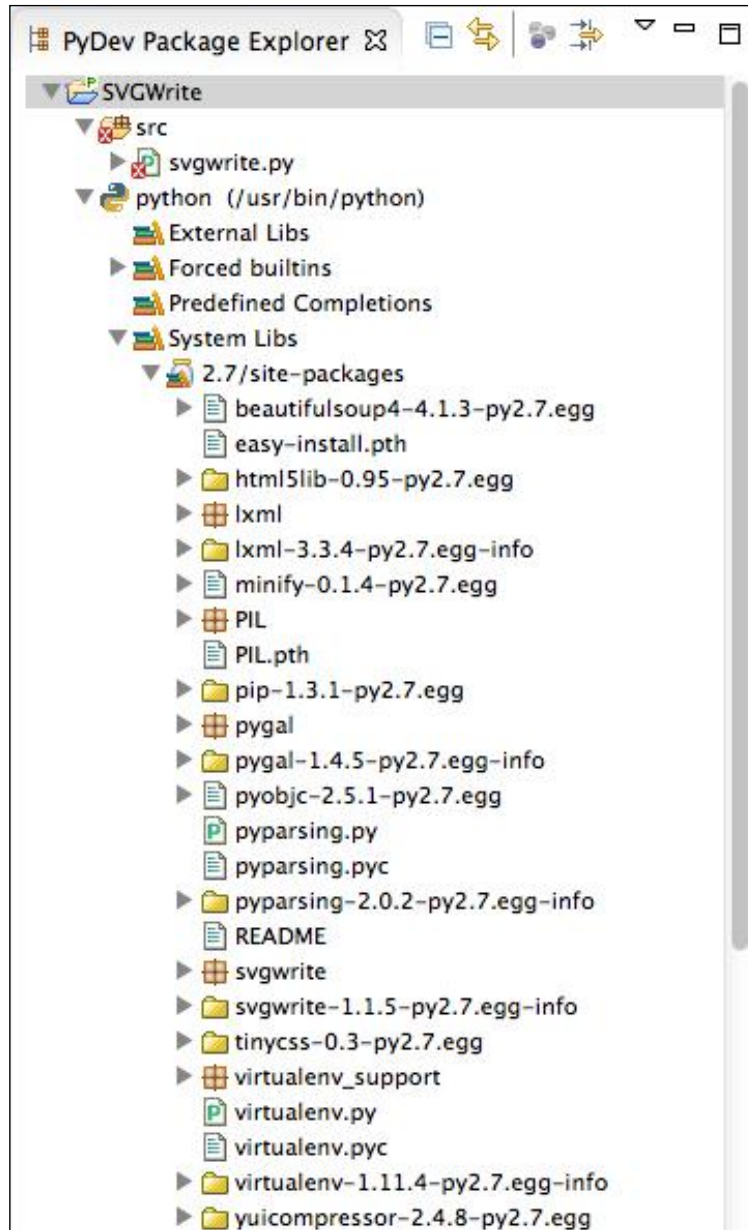 PyDev Package Explorer
SVGWrite
src
svgwrite.py
python (/usr/bin/python)
External Libs
Forced builtins
Predefined Completions
System Libs
2.7/site-packages
beautifulsoup4-4.1.3-py2.7.egg
easy-install.pth
html5lib-0.95-py2.7.egg
lxml
lxml-3.3.4-py2.7.egg-info
minify-0.1.4-py2.7.egg
PIL
PIL.pth
pip-1.3.1-py2.7.egg
pygal
pygal-1.4.5-py2.7.egg-info
pyobjc-2.5.1-py2.7.egg
pyparsing.py
pyparsing.pyc
pyparsing-2.0.2-py2.7.egg-info
README
svgwrite
svgwrite-1.1.5-py2.7.egg-info
tinycss-0.3-py2.7.egg
virtualenv_support
virtualenv.py
virtualenv.pyc
virtualenv-1.11.4-py2.7.egg-info
yuicompressor-2.4.8-py2.7.egg